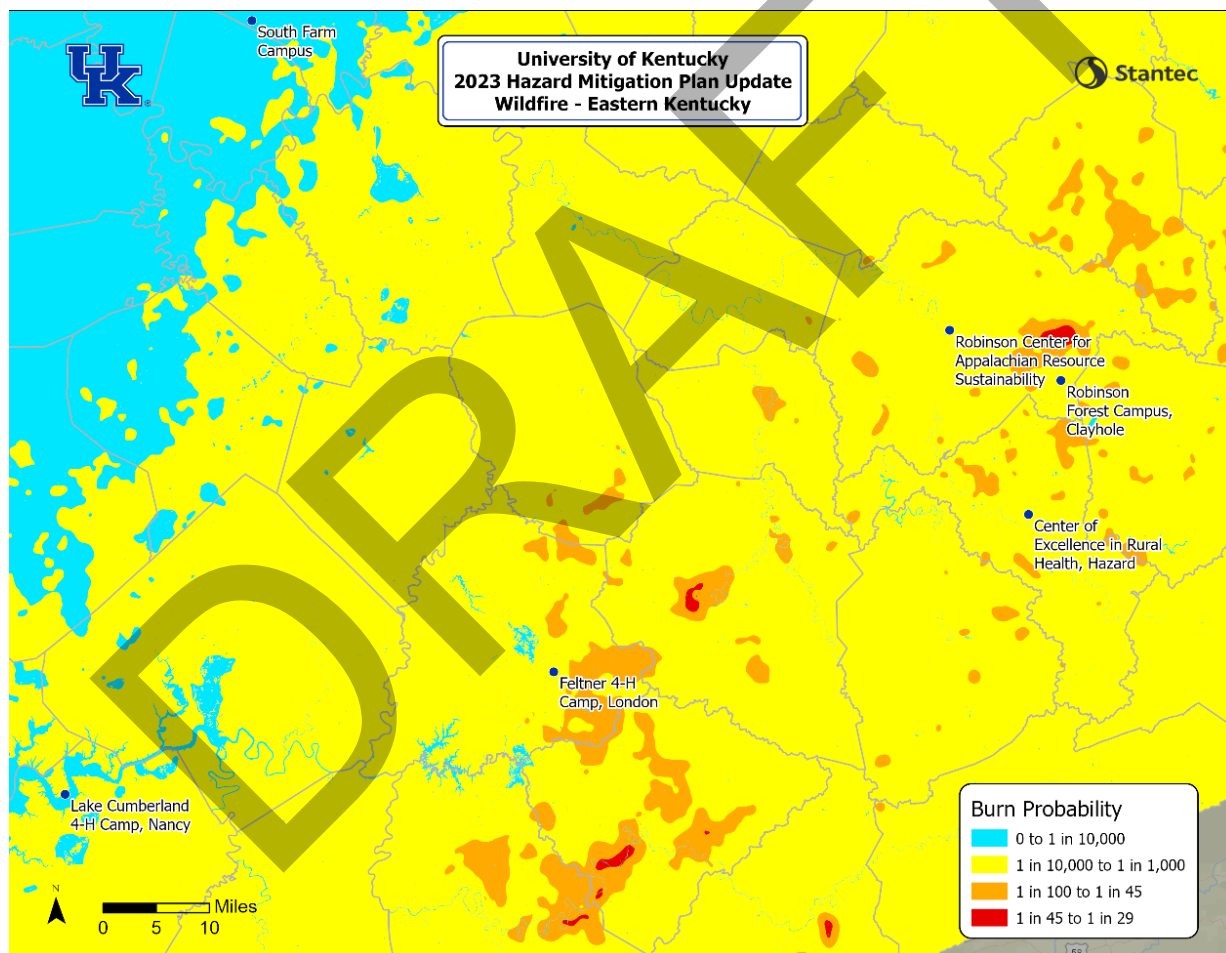 South Farm
Campus
UK
University of Kentucky
2023 Hazard Mitigation Plan Update
Wildfire - Eastern Kentucky
Stantec
DRAFT
Robinson Center for
Appalachian Resource
Sustainability
Robinson
Forest Campus,
Clayhole
Center of
Excellence in Rural
Health, Hazard
Feltner 4-H
Camp, London
Lake Cumberland
4-H Camp, Nancy
Burn Probability
0 to 1 in 10,000
1 in 10,000 to 1 in 1,000
1 in 100 to 1 in 45
1 in 45 to 1 in 29
N
Miles
0 5 10
58